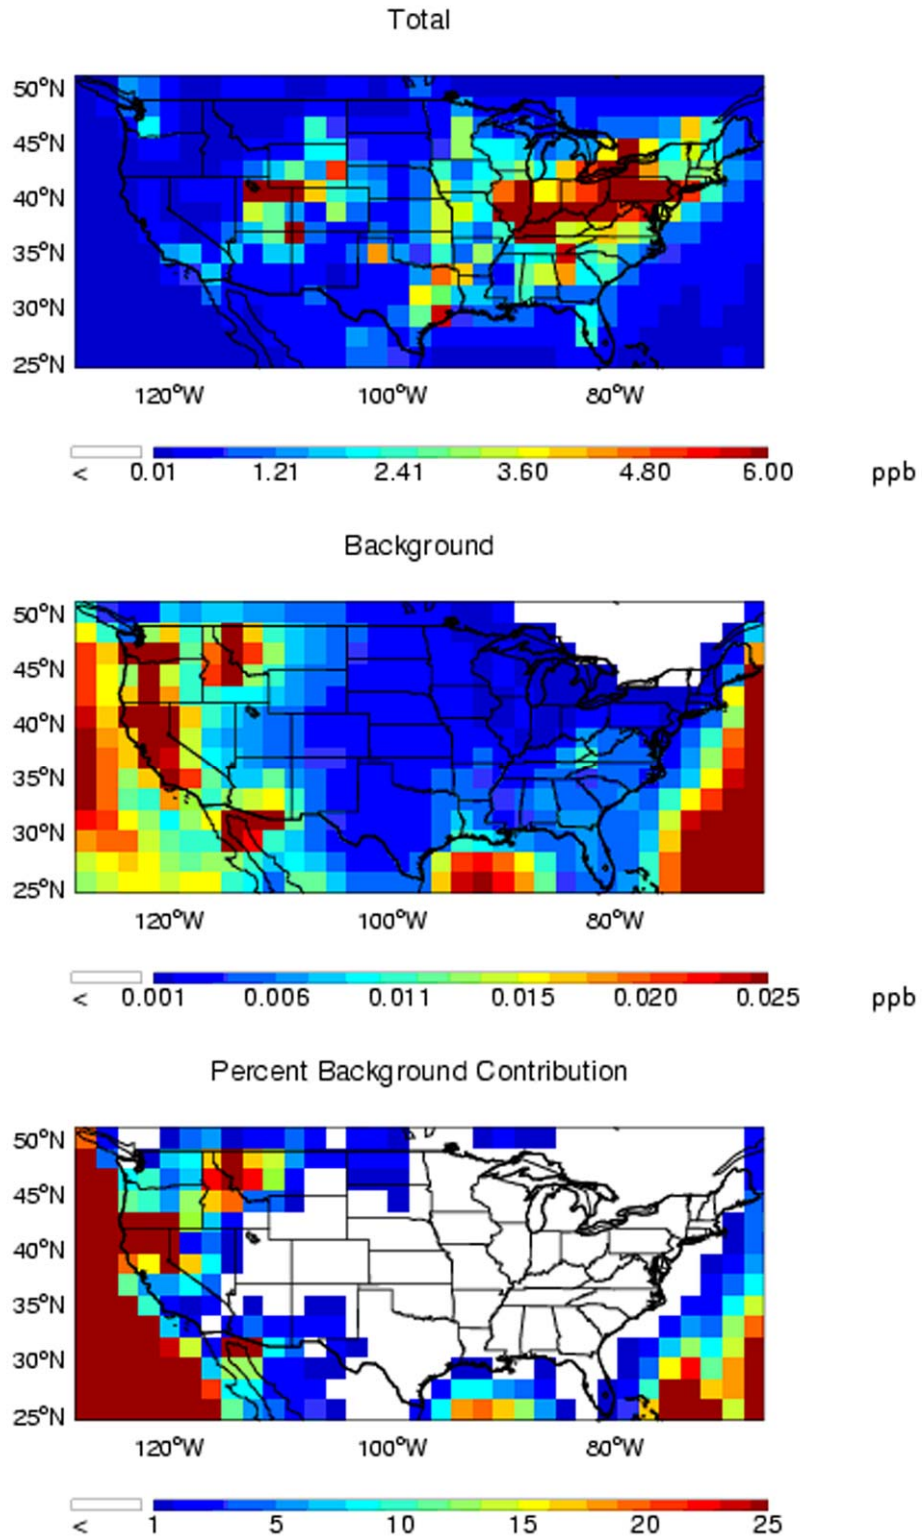 Total
50°N
45°N
40°N
35°N
30°N
25°N
120°W 100°W 80°W
< 0.01 1.21 2.41 3.60 4.80 6.00 ppb
Background
50°N
45°N
40°N
35°N
30°N
25°N
120°W 100°W 80°W
< 0.001 0.006 0.011 0.015 0.020 0.025 ppb
Percent Background Contribution
50°N
45°N
40°N
35°N
30°N
25°N
120°W 100°W 80°W
< 1 5 10 15 20 25